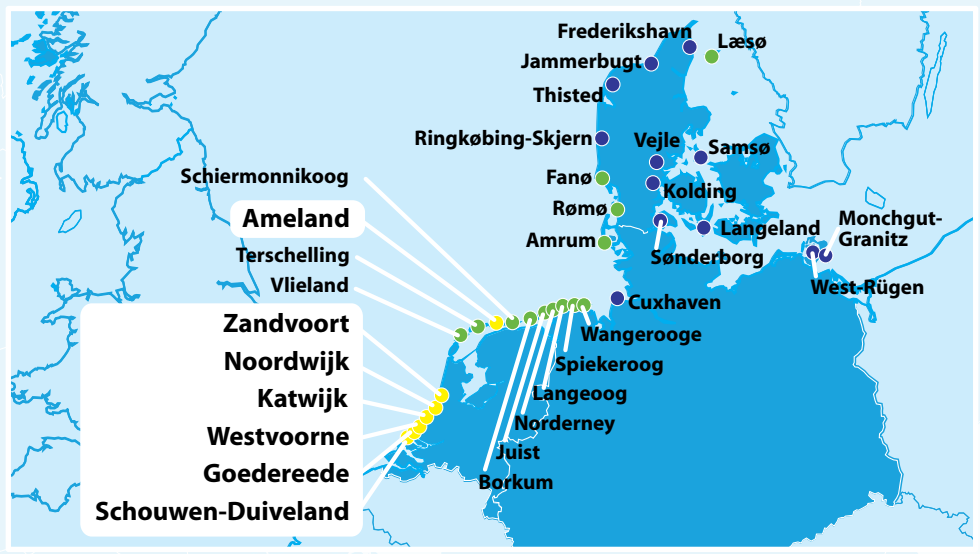 Frederikshavn
Læsø
Jammerbugt
Thisted
Ringkøbing-Skjern
Vejle
Samsø
Schiermonnikoog
Fanø
Kolding
Ameland
Rømø
Langeland
Monchgut-
Granitz
Amrum
Sønderborg
Terschelling
West-Rügen
Vlieland
Cuxhaven
Zandvoort
Wangerooge
Noordwijk
Spiekeroog
Katwijk
Langeoog
Norderney
Westvoorne
Juist
Goedereede
Borkum
Schouwen-Duiveland